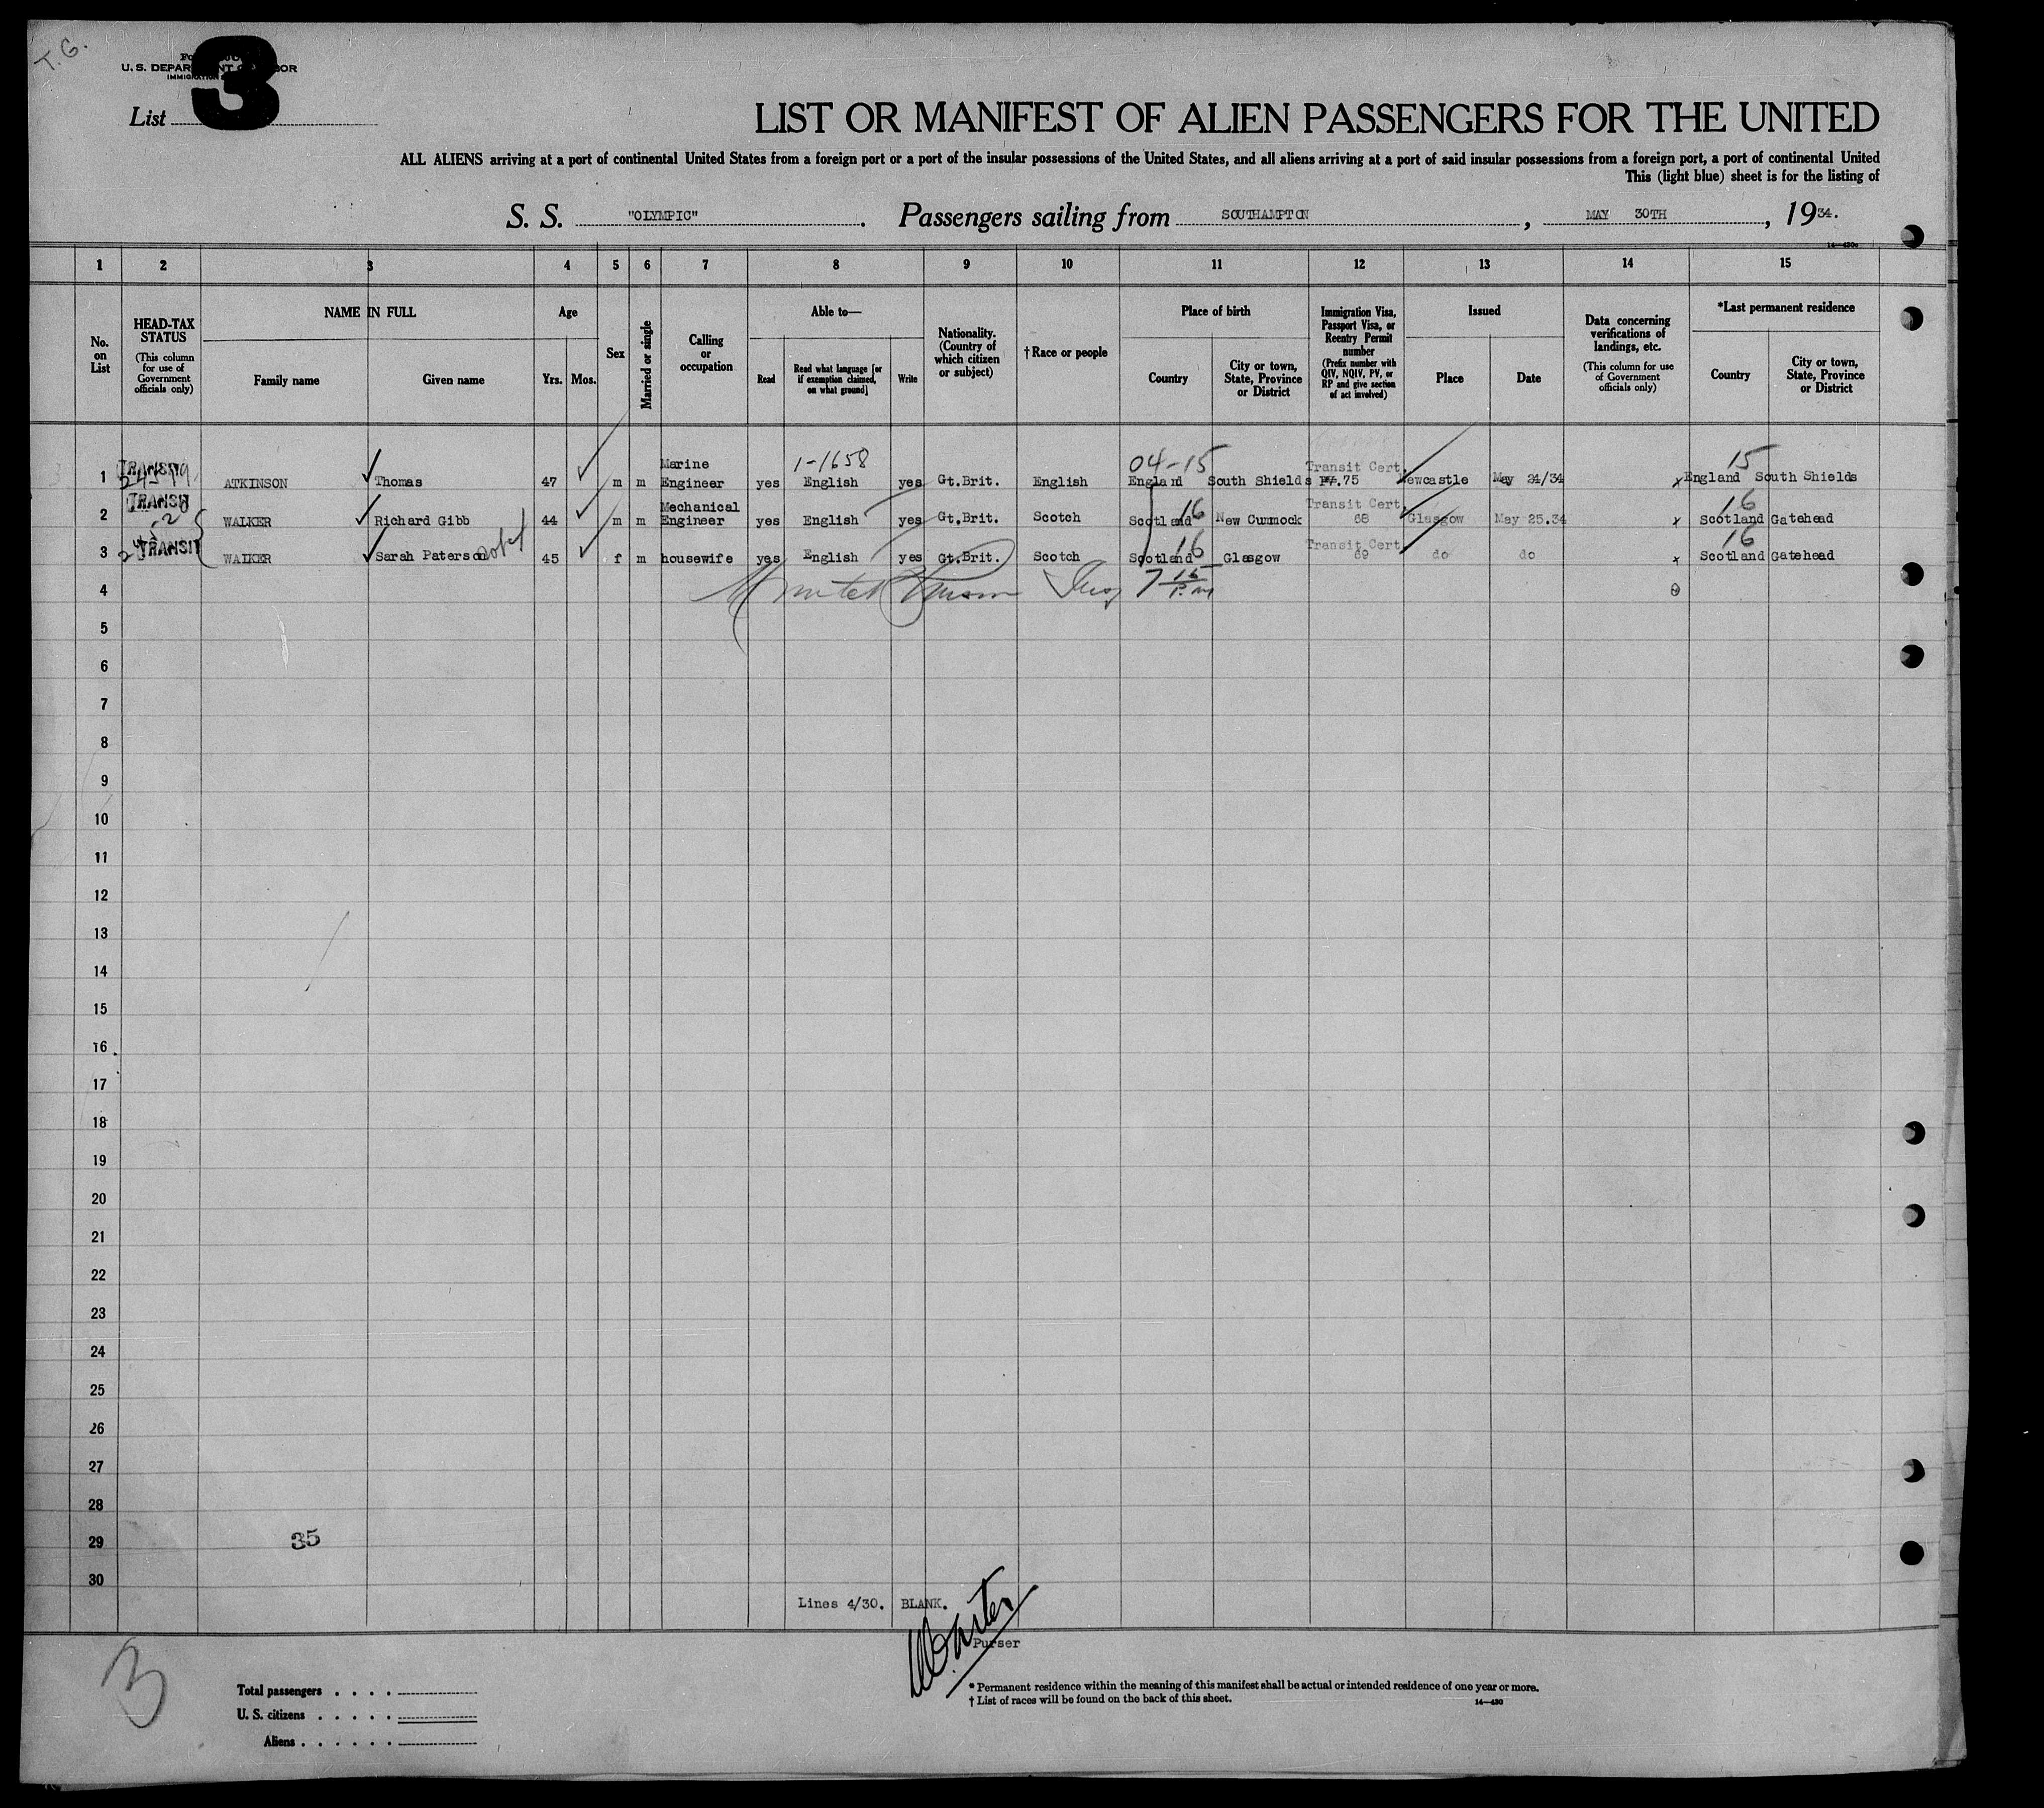 T. G.
U. S. DEPARTMENT OF LABOR
List 3
LIST OR MANIFEST OF ALIEN PASSENGERS FOR THE UNITED
ALL ALIENS arriving at a port of continental United States from a foreign port or a port of the insular possessions of the United States, and all aliens arriving at a port of said insular possessions from a foreign port, a port of continental United
This (light blue) sheet is for the listing of
S. S. "OLYMPIC". Passengers sailing from SOUTHAMPTON, MAY 30TH, 1934.
1 2 3 4 5 6 7 8 9 10 11 12 13 14 15
No. on List
HEAD-TAX STATUS
(This column for use of Government officials only)
NAME IN FULL
Family name
Given name
Age
Yrs.
Mos.
Sex
Married or single
Calling or occupation
Able to—
Read
Read what language [or if exemption claimed, on what ground]
Write
Nationality. (Country of which citizen or subject)
†Race or people
Place of birth
Country
City or town, State, Province or District
Immigration Visa, Passport Visa, or Reentry Permit number
(Prefix number with QIV, NQIV, PV, or RP and give section of act involved)
Issued
Place
Date
Data concerning verifications of landings, etc.
(This column for use of Government officials only)
*Last permanent residence
Country
City or town, State, Province or District
1-1658 04-15 15
1 TRANSIT ATKINSON Thomas 47 m m Marine Engineer yes English yes Gt.Brit. English England South Shields Transit Cert. 75 Newcastle May 24/34 x England South Shields
16 16
2 TRANSIT WALKER Richard Gibb 44 m m Mechanical Engineer yes English yes Gt.Brit. Scotch Scotland New Cumnock Transit Cert. 68 Glasgow May 25.34 x Scotland Gatehead
16 16
3 TRANSIT WALKER Sarah Paterson 45 f m housewife yes English yes Gt.Brit. Scotch Scotland Glasgow Transit Cert. 69 do do x Scotland Gatehead
4
5
6
7
8
9
10
11
12
13
14
15
16
17
18
19
20
21
22
23
24
25
26
27
28
29 35
30
Lines 4/30. BLANK.
Purser
3
Total passengers
U. S. citizens
Aliens
* Permanent residence within the meaning of this manifest shall be actual or intended residence of one year or more.
† List of races will be found on the back of this sheet.
14—430